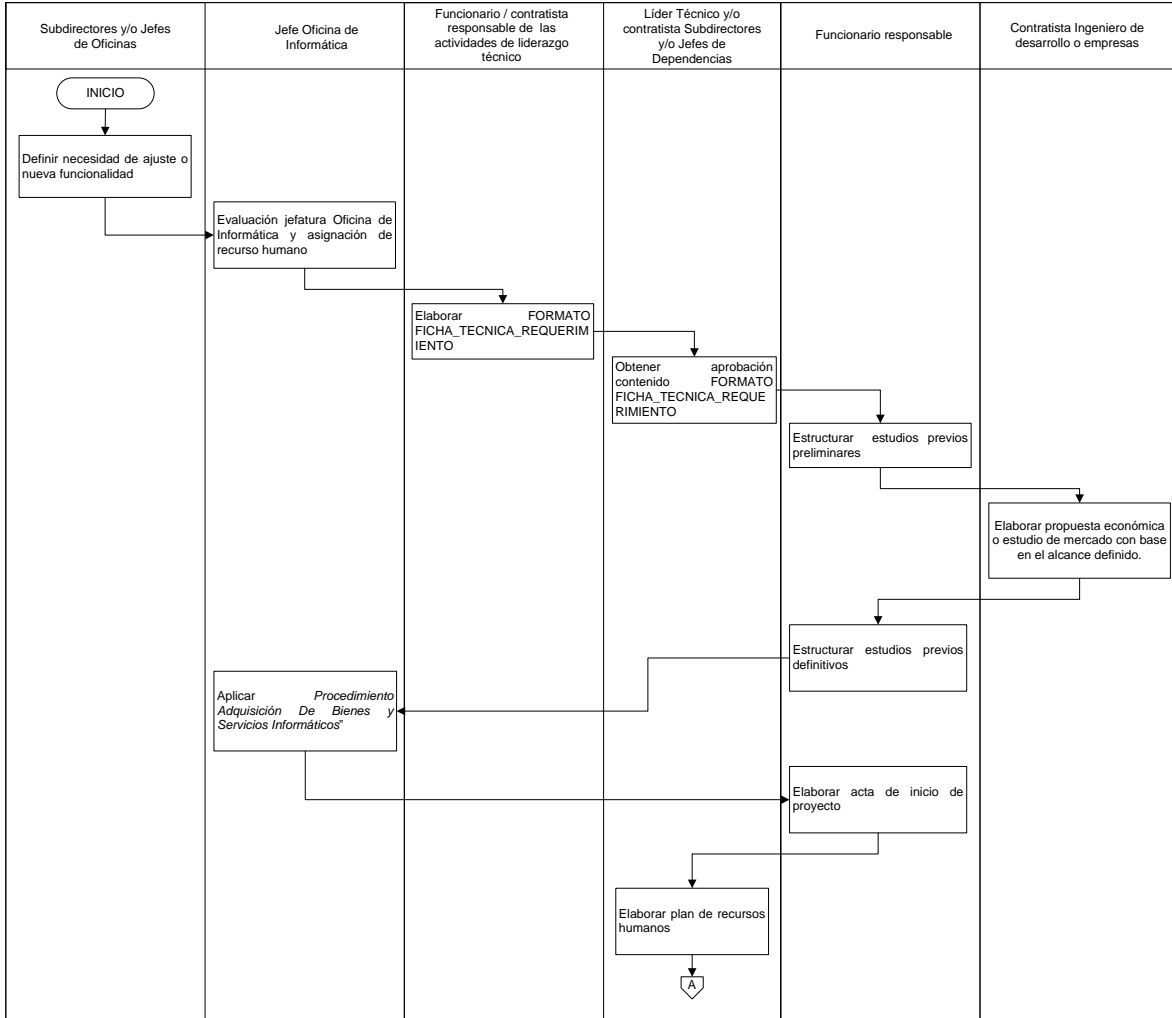 Subdirectores y/o Jefes
de Oficinas
Jefe Oficina de
Informática
Funcionario / contratista
responsable de las
actividades de liderazgo
técnico
Líder Técnico y/o
contratista Subdirectores
y/o Jefes de
Dependencias
Funcionario responsable
Contratista Ingeniero de
desarrollo o empresas
INICIO
Definir necesidad de ajuste o
nueva funcionalidad
Evaluación jefatura Oficina de
Informática y asignación de
recurso humano
Elaborar FORMATO
FICHA_TECNICA_REQUERIM
IENTO
Obtener aprobación
contenido FORMATO
FICHA_TECNICA_REQUE
RIMIENTO
Estructurar estudios previos
preliminares
Elaborar propuesta económica
o estudio de mercado con base
en el alcance definido.
Estructurar estudios previos
definitivos
Aplicar Procedimiento
Adquisición De Bienes y
Servicios Informáticos”
Elaborar acta de inicio de
proyecto
Elaborar plan de recursos
humanos
A